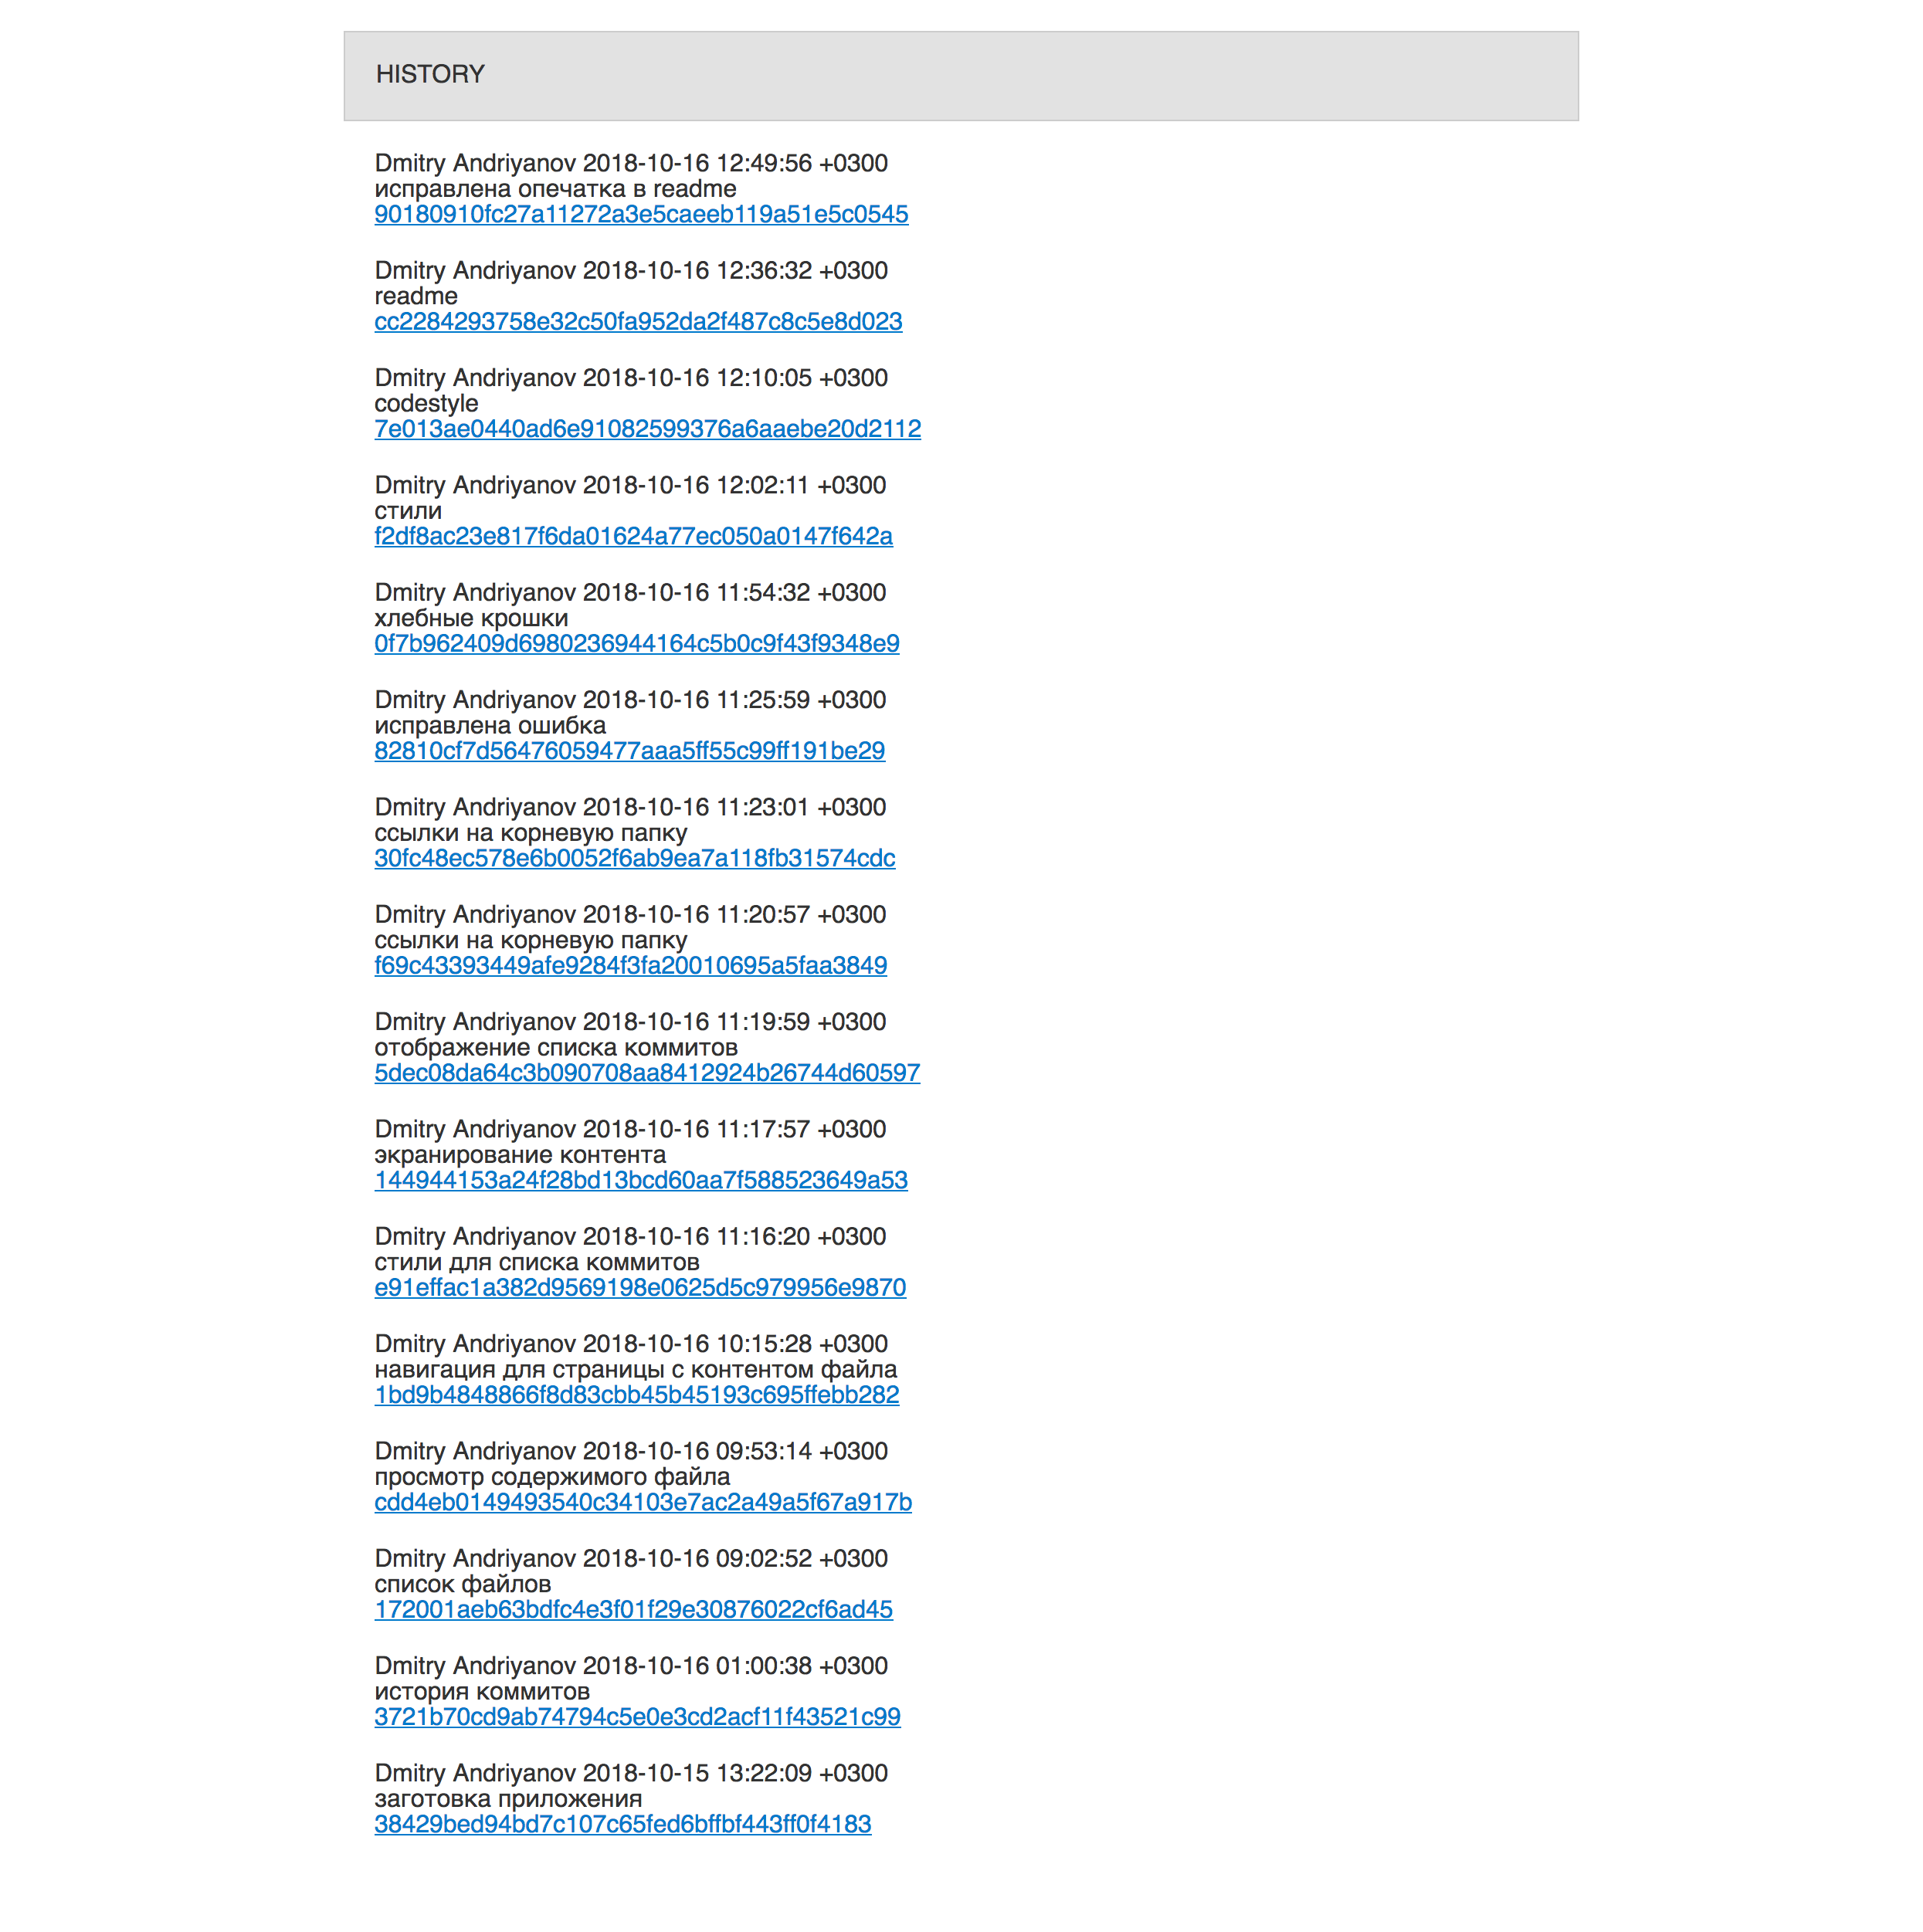 HISTORY
Dmitry Andriyanov 2018-10-16 12:49:56 +0300
исправлена опечатка в readme
90180910fc27a11272a3e5caeeb119a51e5c0545
Dmitry Andriyanov 2018-10-16 12:36:32 +0300
readme
cc2284293758e32c50fa952da2f487c8c5e8d023
Dmitry Andriyanov 2018-10-16 12:10:05 +0300
codestyle
7e013ae0440ad6e91082599376a6aaebe20d2112
Dmitry Andriyanov 2018-10-16 12:02:11 +0300
стили
f2df8ac23e817f6da01624a77ec050a0147f642a
Dmitry Andriyanov 2018-10-16 11:54:32 +0300
хлебные крошки
0f7b962409d6980236944164c5b0c9f43f9348e9
Dmitry Andriyanov 2018-10-16 11:25:59 +0300
исправлена ошибка
82810cf7d56476059477aaa5ff55c99ff191be29
Dmitry Andriyanov 2018-10-16 11:23:01 +0300
ссылки на корневую папку
30fc48ec578e6b0052f6ab9ea7a118fb31574cdc
Dmitry Andriyanov 2018-10-16 11:20:57 +0300
ссылки на корневую папку
f69c43393449afe9284f3fa20010695a5faa3849
Dmitry Andriyanov 2018-10-16 11:19:59 +0300
отображение списка коммитов
5dec08da64c3b090708aa8412924b26744d60597
Dmitry Andriyanov 2018-10-16 11:17:57 +0300
экранирование контента
144944153a24f28bd13bcd60aa7f588523649a53
Dmitry Andriyanov 2018-10-16 11:16:20 +0300
стили для списка коммитов
e91effac1a382d9569198e0625d5c979956e9870
Dmitry Andriyanov 2018-10-16 10:15:28 +0300
навигация для страницы с контентом файла
1bd9b4848866f8d83cbb45b45193c695ffebb282
Dmitry Andriyanov 2018-10-16 09:53:14 +0300
просмотр содержимого файла
cdd4eb0149493540c34103e7ac2a49a5f67a917b
Dmitry Andriyanov 2018-10-16 09:02:52 +0300
список файлов
172001aeb63bdfc4e3f01f29e30876022cf6ad45
Dmitry Andriyanov 2018-10-16 01:00:38 +0300
история коммитов
3721b70cd9ab74794c5e0e3cd2acf11f43521c99
Dmitry Andriyanov 2018-10-15 13:22:09 +0300
заготовка приложения
38429bed94bd7c107c65fed6bffbf443ff0f4183